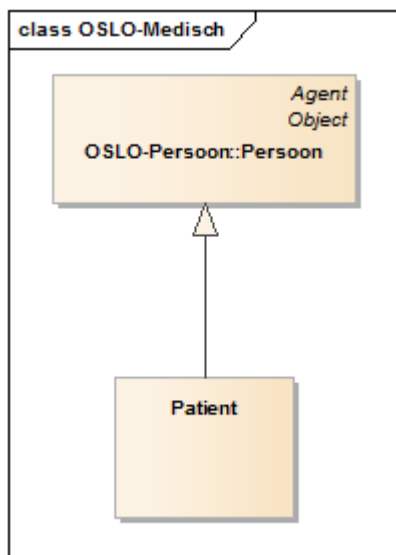 class OSLO-Medisch
Agent
Object
OSLO-Persoon::Persoon
Patient